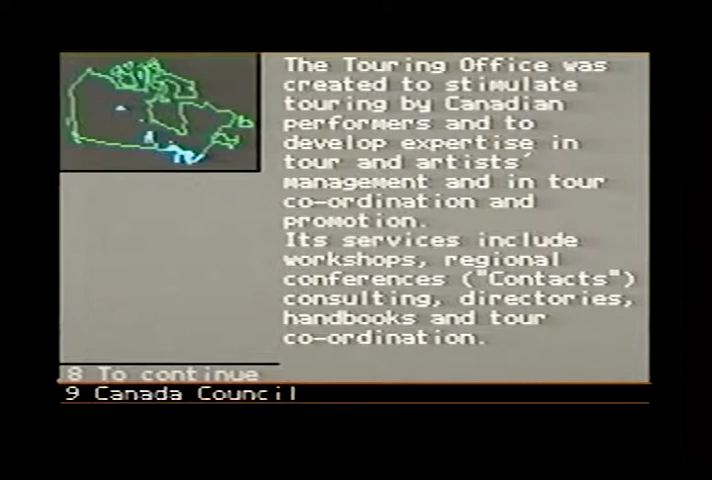 The Touring Office was
created to stimulate
touring by Canadian
performers and to
develop expertise in
tour and artists'
management and in tour
co-ordination and
promotion.
Its services include
workshops, regional
conferences ("Contacts")
consulting, directories,
handbooks and tour
co-ordination.
8 To continue
9 Canada Council